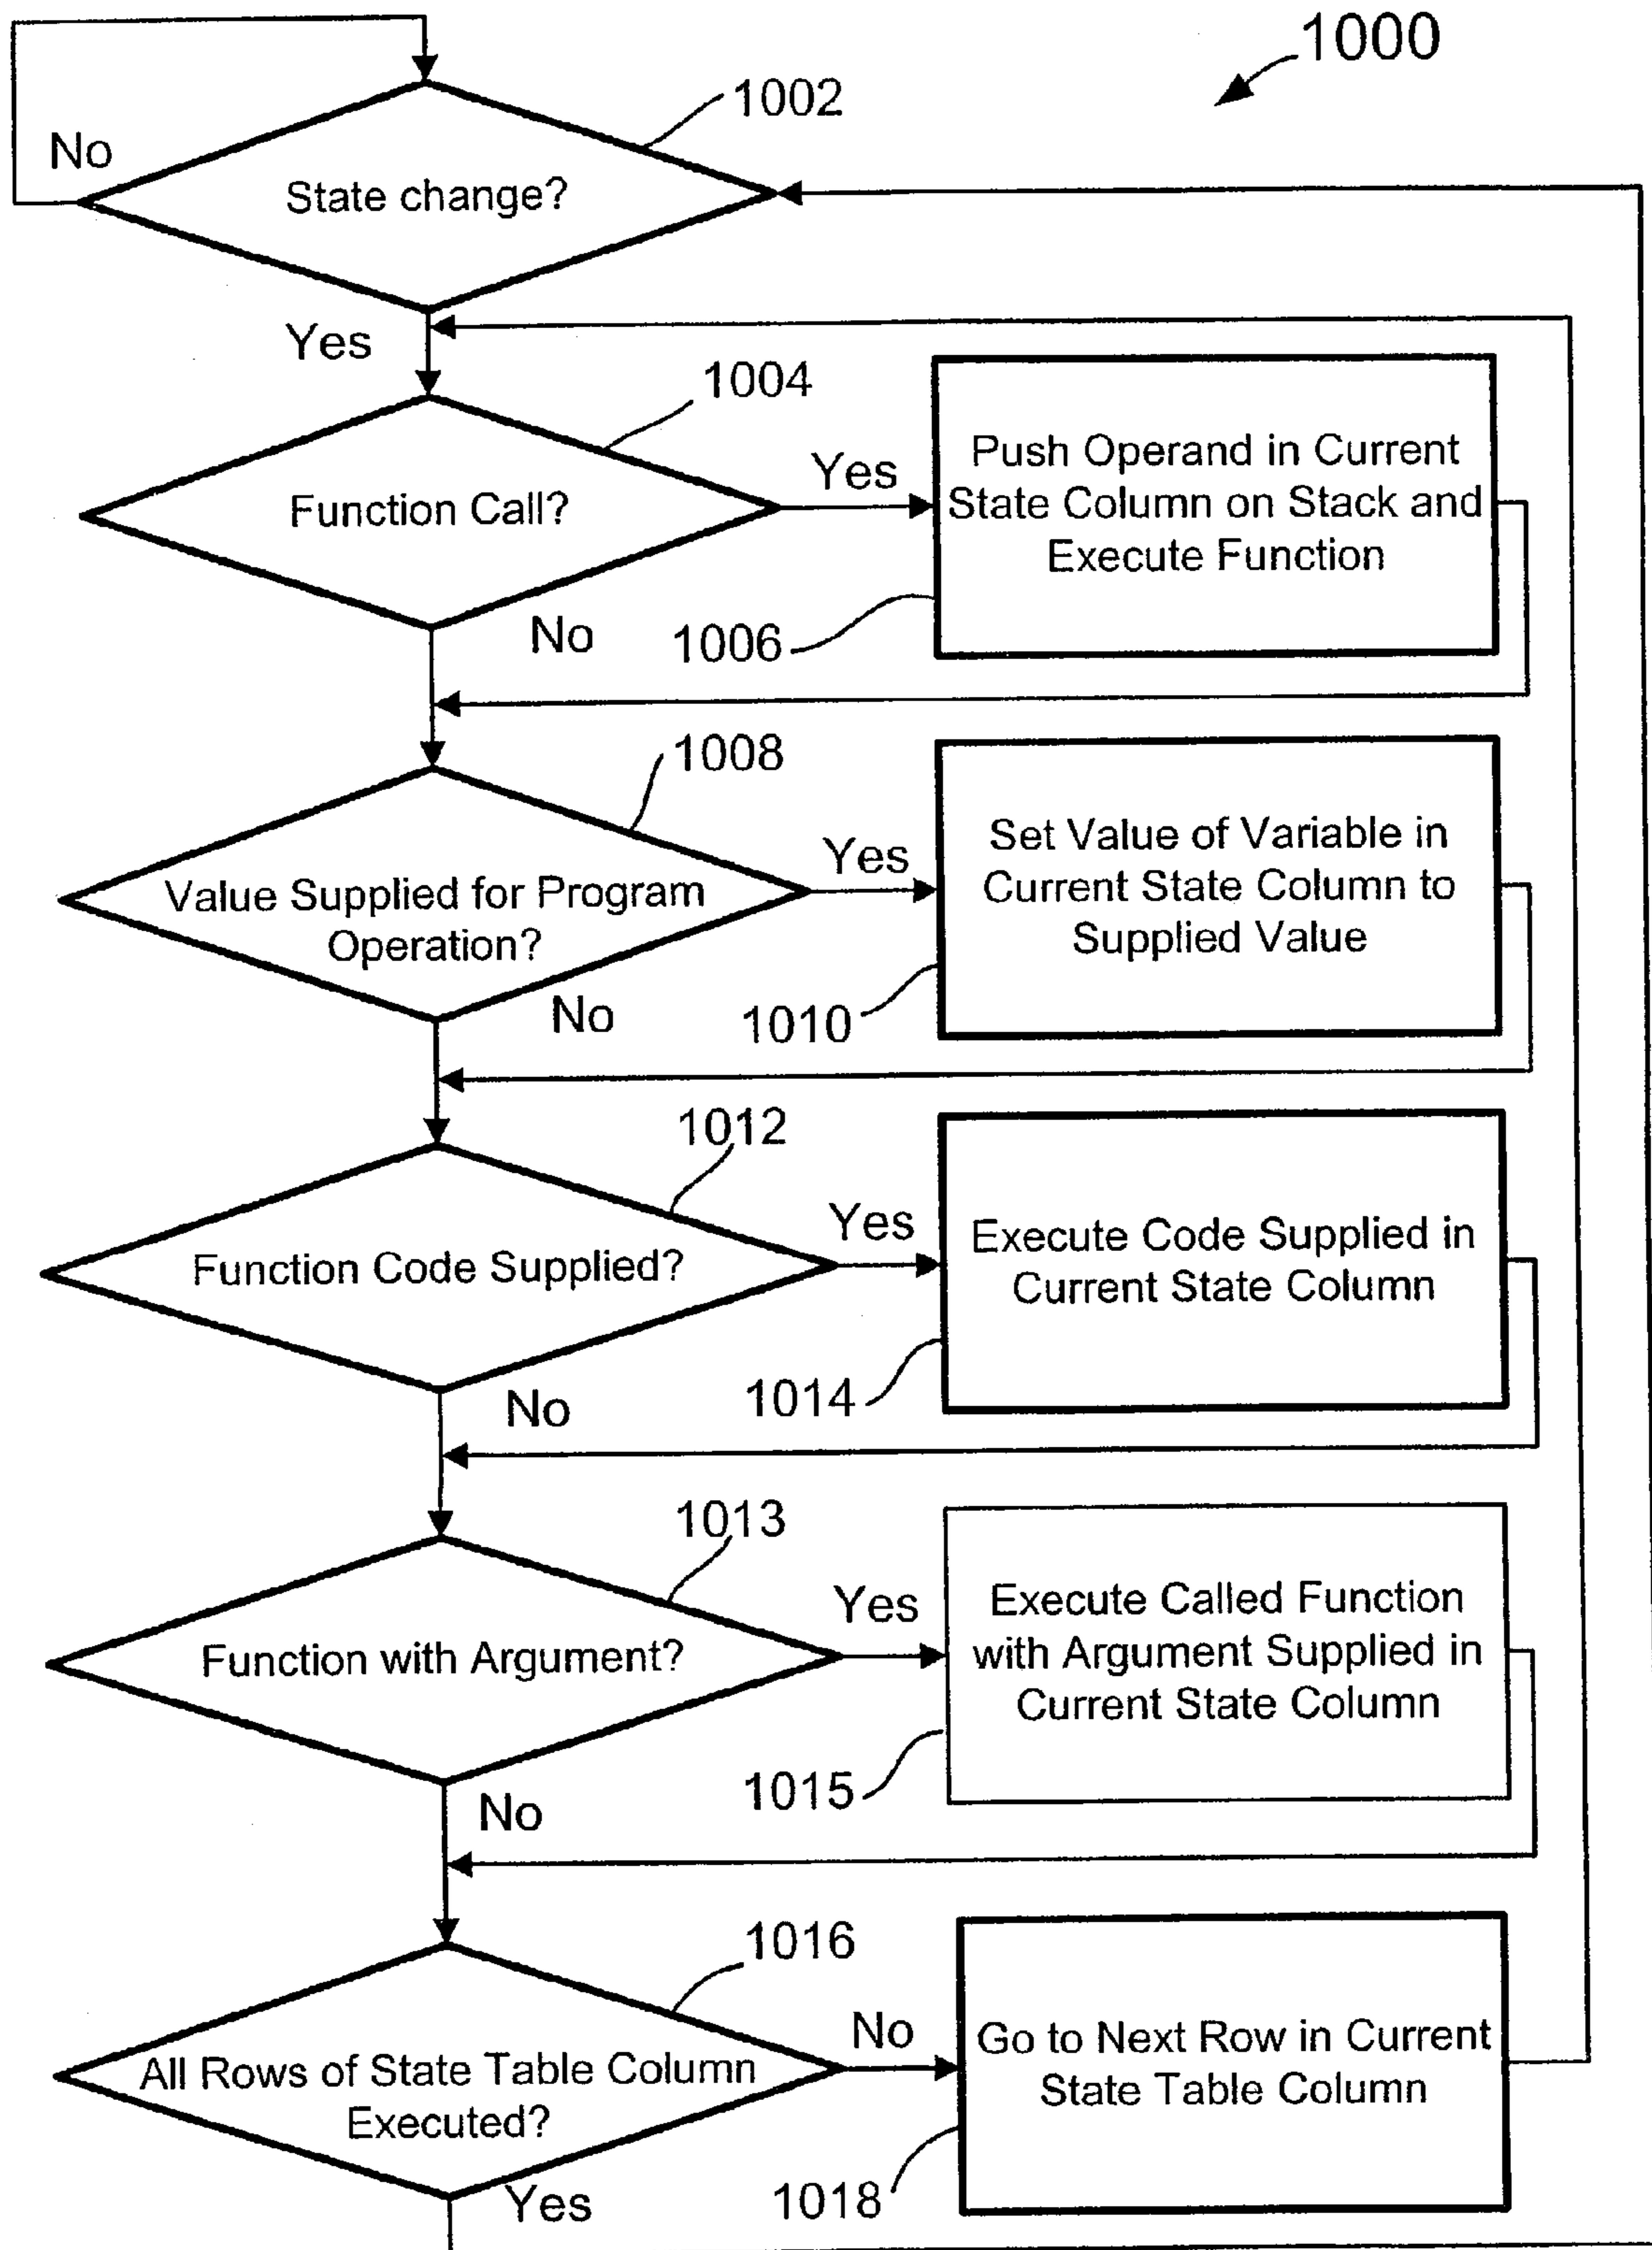 1000
1002
No
State change?
Yes
1004
Function Call?
Yes
Push Operand in Current
State Column on Stack and
Execute Function
No
1006
1008
Value Supplied for Program
Operation?
Yes
Set Value of Variable in
Current State Column to
Supplied Value
No
1010
1012
Function Code Supplied?
Yes
Execute Code Supplied in
Current State Column
No
1014
1013
Function with Argument?
Yes
Execute Called Function
with Argument Supplied in
Current State Column
No
1015
1016
All Rows of State Table Column
Executed?
No
Go to Next Row in Current
State Table Column
Yes
1018